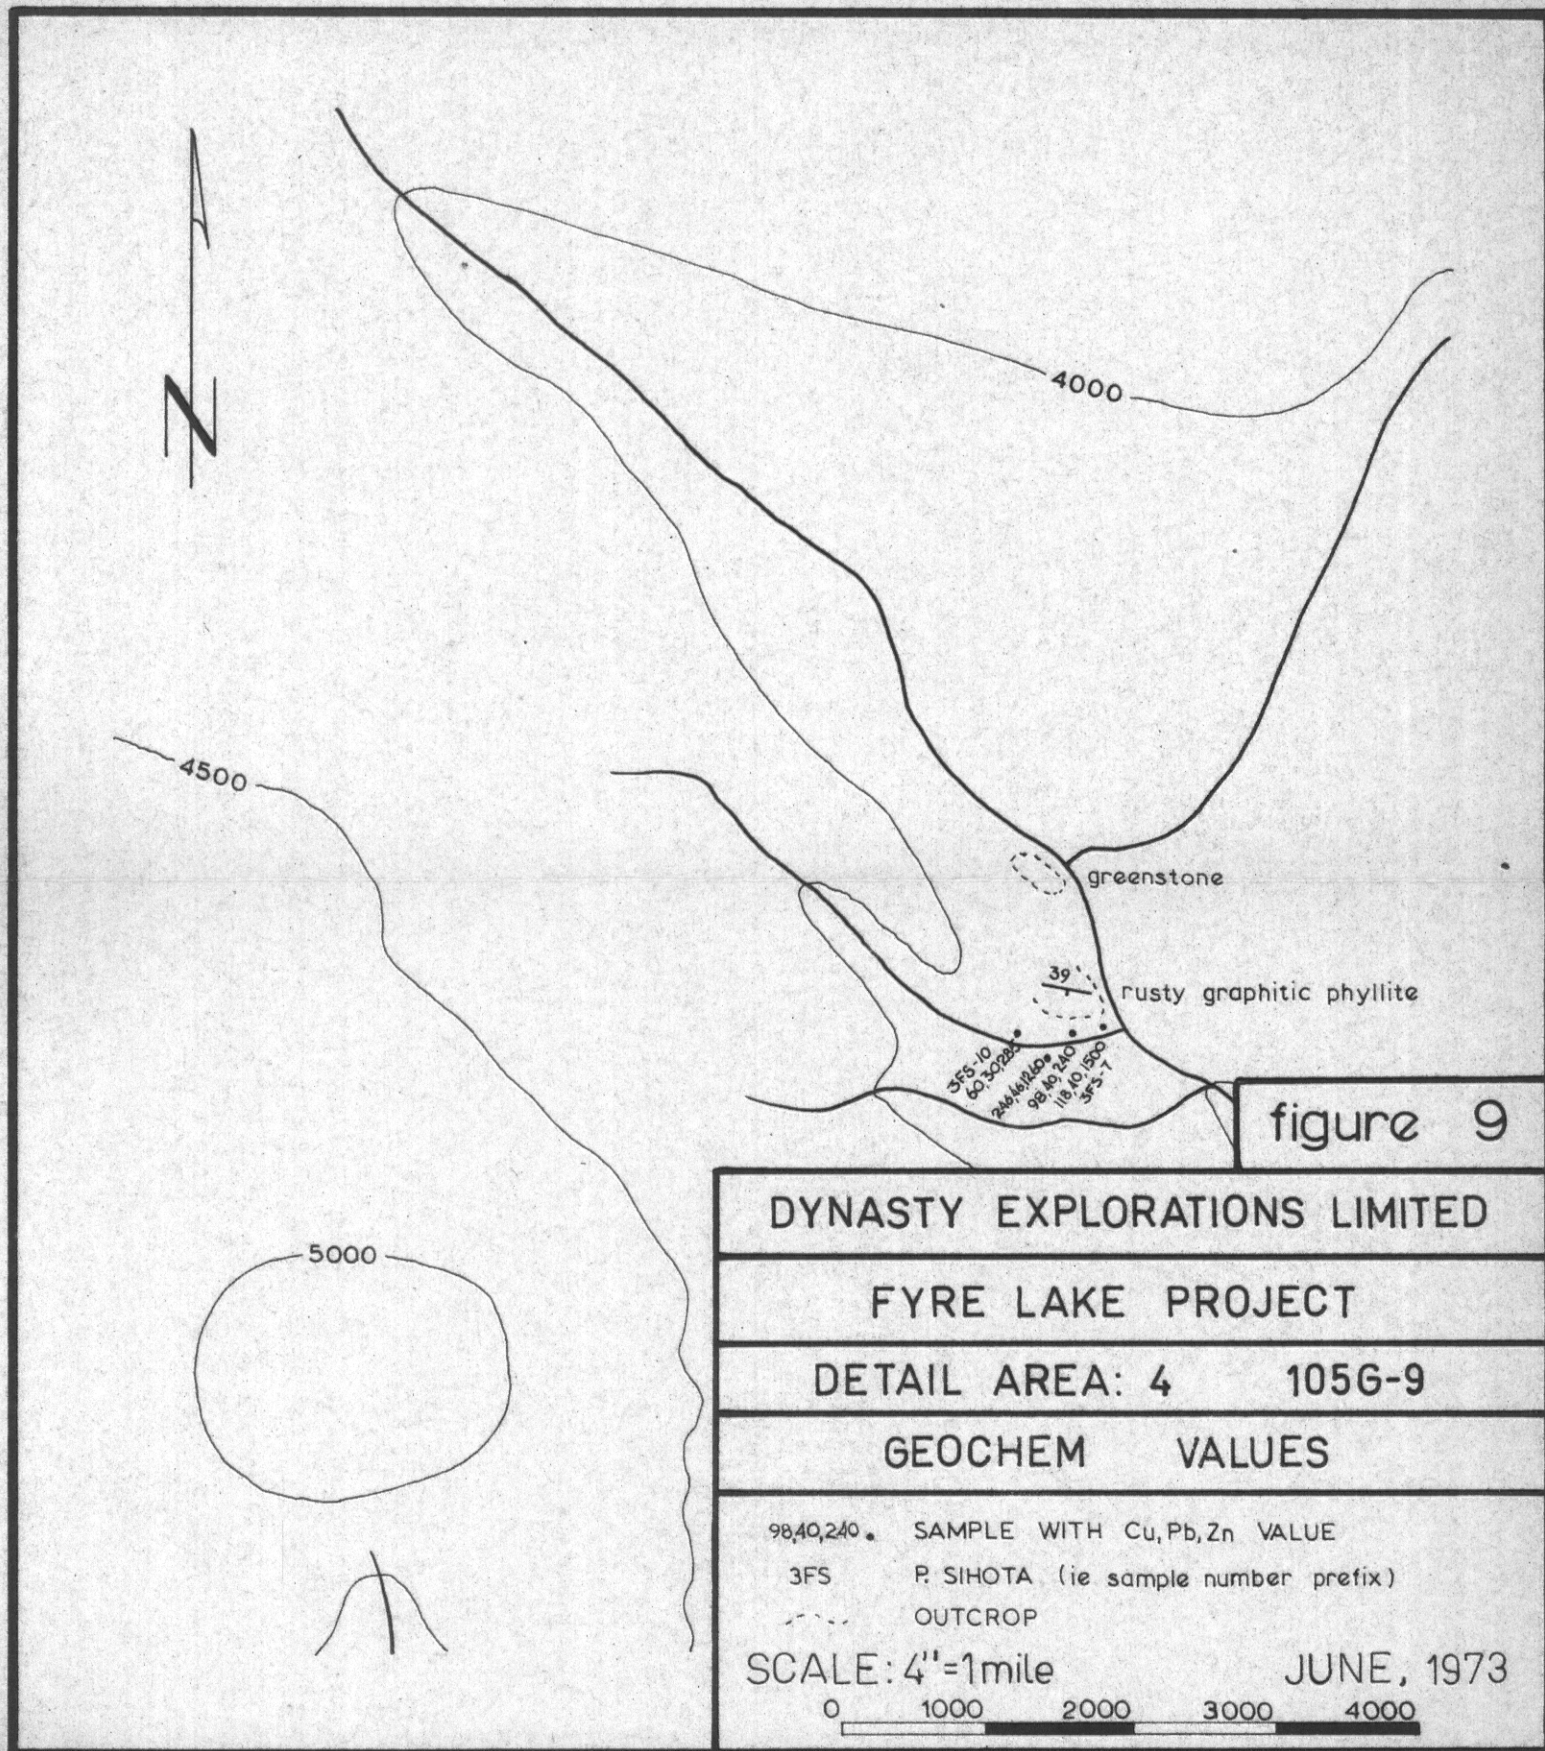 N
4000
4500
greenstone
39
rusty graphitic phyllite
3FS-10
60,30,285
246,46,1260
98,40,240
118,40,1500
3FS-7
5000
figure 9
DYNASTY EXPLORATIONS LIMITED
FYRE LAKE PROJECT
DETAIL AREA: 4 105G-9
GEOCHEM VALUES
98,40,240. SAMPLE WITH Cu, Pb, Zn VALUE
3FS P. SIHOTA (ie sample number prefix)
OUTCROP
SCALE: 4"=1mile JUNE, 1973
0 1000 2000 3000 4000